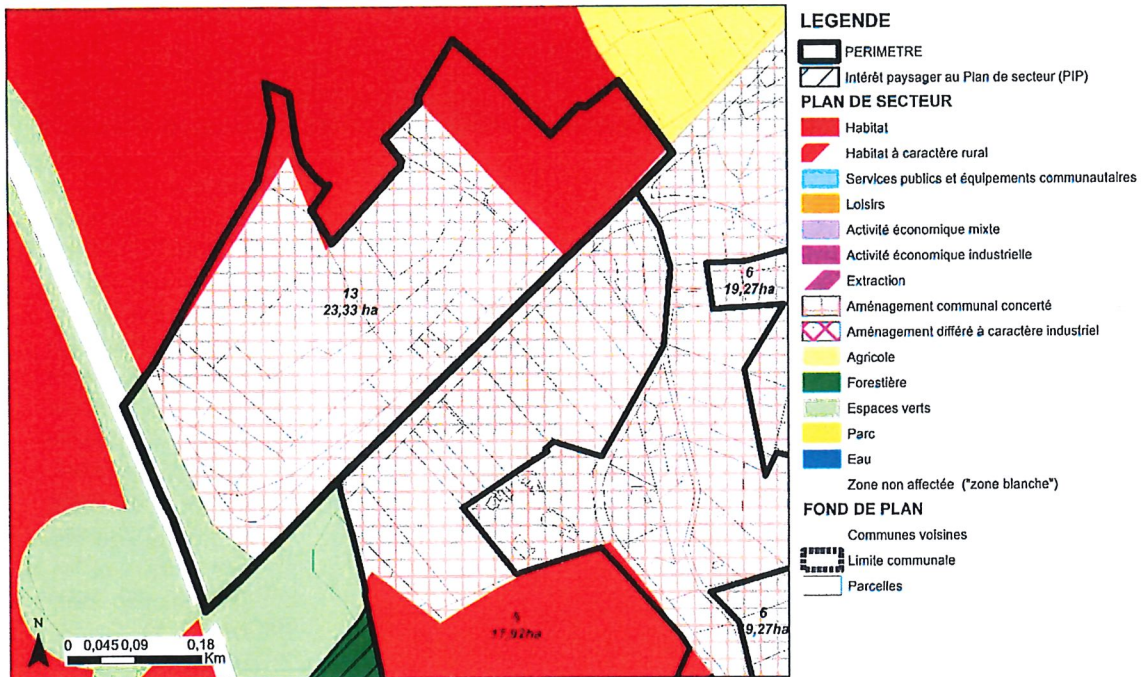 13
23,33 ha
6
19,27ha
17,92ha
6
19,27ha
N
0 0,045 0,09 0,18
Km
LEGENDE
PERIMETRE
Intérêt paysager au Plan de secteur (PIP)
PLAN DE SECTEUR
Habitat
Habitat à caractère rural
Services publics et équipements communautaires
Loisirs
Activité économique mixte
Activité économique industrielle
Extraction
Aménagement communal concerté
Aménagement différé à caractère industriel
Agricole
Forestière
Espaces verts
Parc
Eau
Zone non affectée ("zone blanche")
FOND DE PLAN
Communes voisines
Limite communale
Parcelles